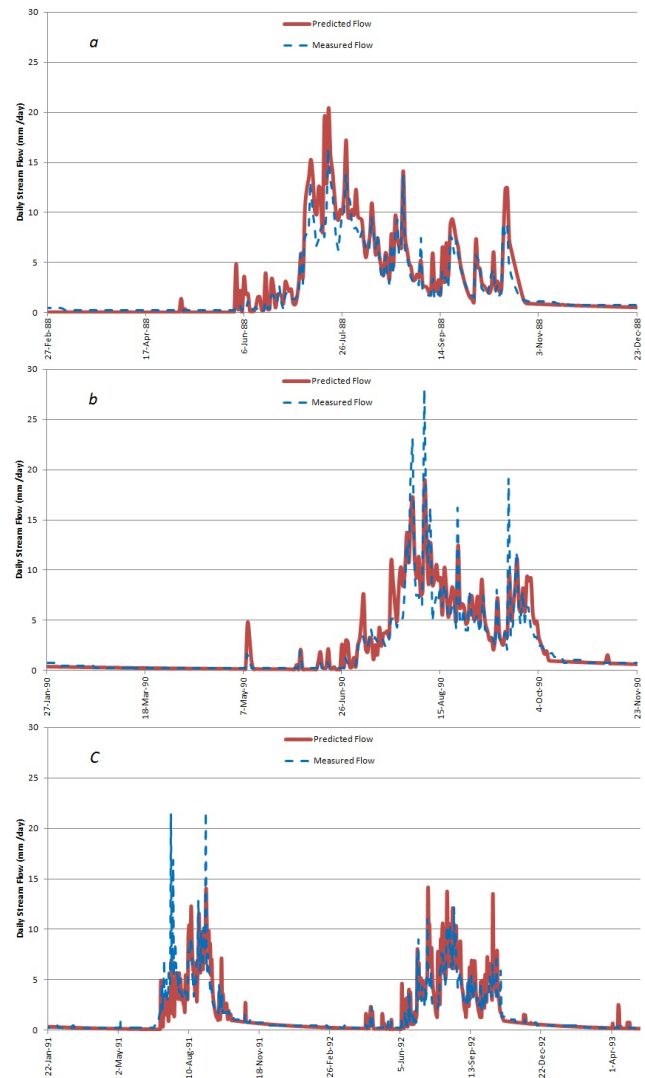 30
25
20
15
10
5
0
Daily Stream Flow (mm /day)
a
Predicted Flow
Measured Flow
27-Feb-88
17-Apr-88
6-Jun-88
26-Jul-88
14-Sep-88
3-Nov-88
23-Dec-88
30
25
20
15
10
5
0
Daily Stream Flow (mm /day)
b
Predicted Flow
Measured Flow
27-Jan-90
18-Mar-90
7-May-90
26-Jun-90
15-Aug-90
4-Oct-90
23-Nov-90
30
25
20
15
10
5
0
Daily Stream Flow (mm /day)
C
Predicted Flow
Measured Flow
22-Jan-91
2-May-91
10-Aug-91
18-Nov-91
26-Feb-92
5-Jun-92
13-Sep-92
22-Dec-92
1-Apr-93